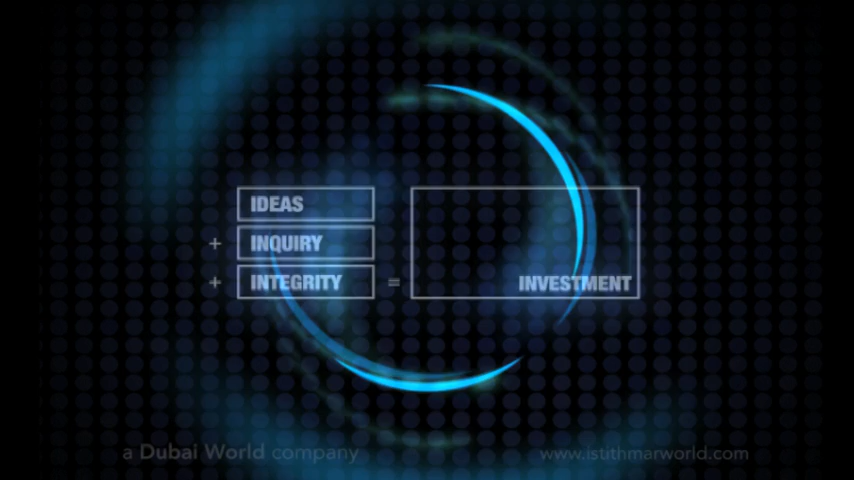 IDEAS
+ INQUIRY
+ INTEGRITY = INVESTMENT
a Dubai World company
www.istithmarworld.com